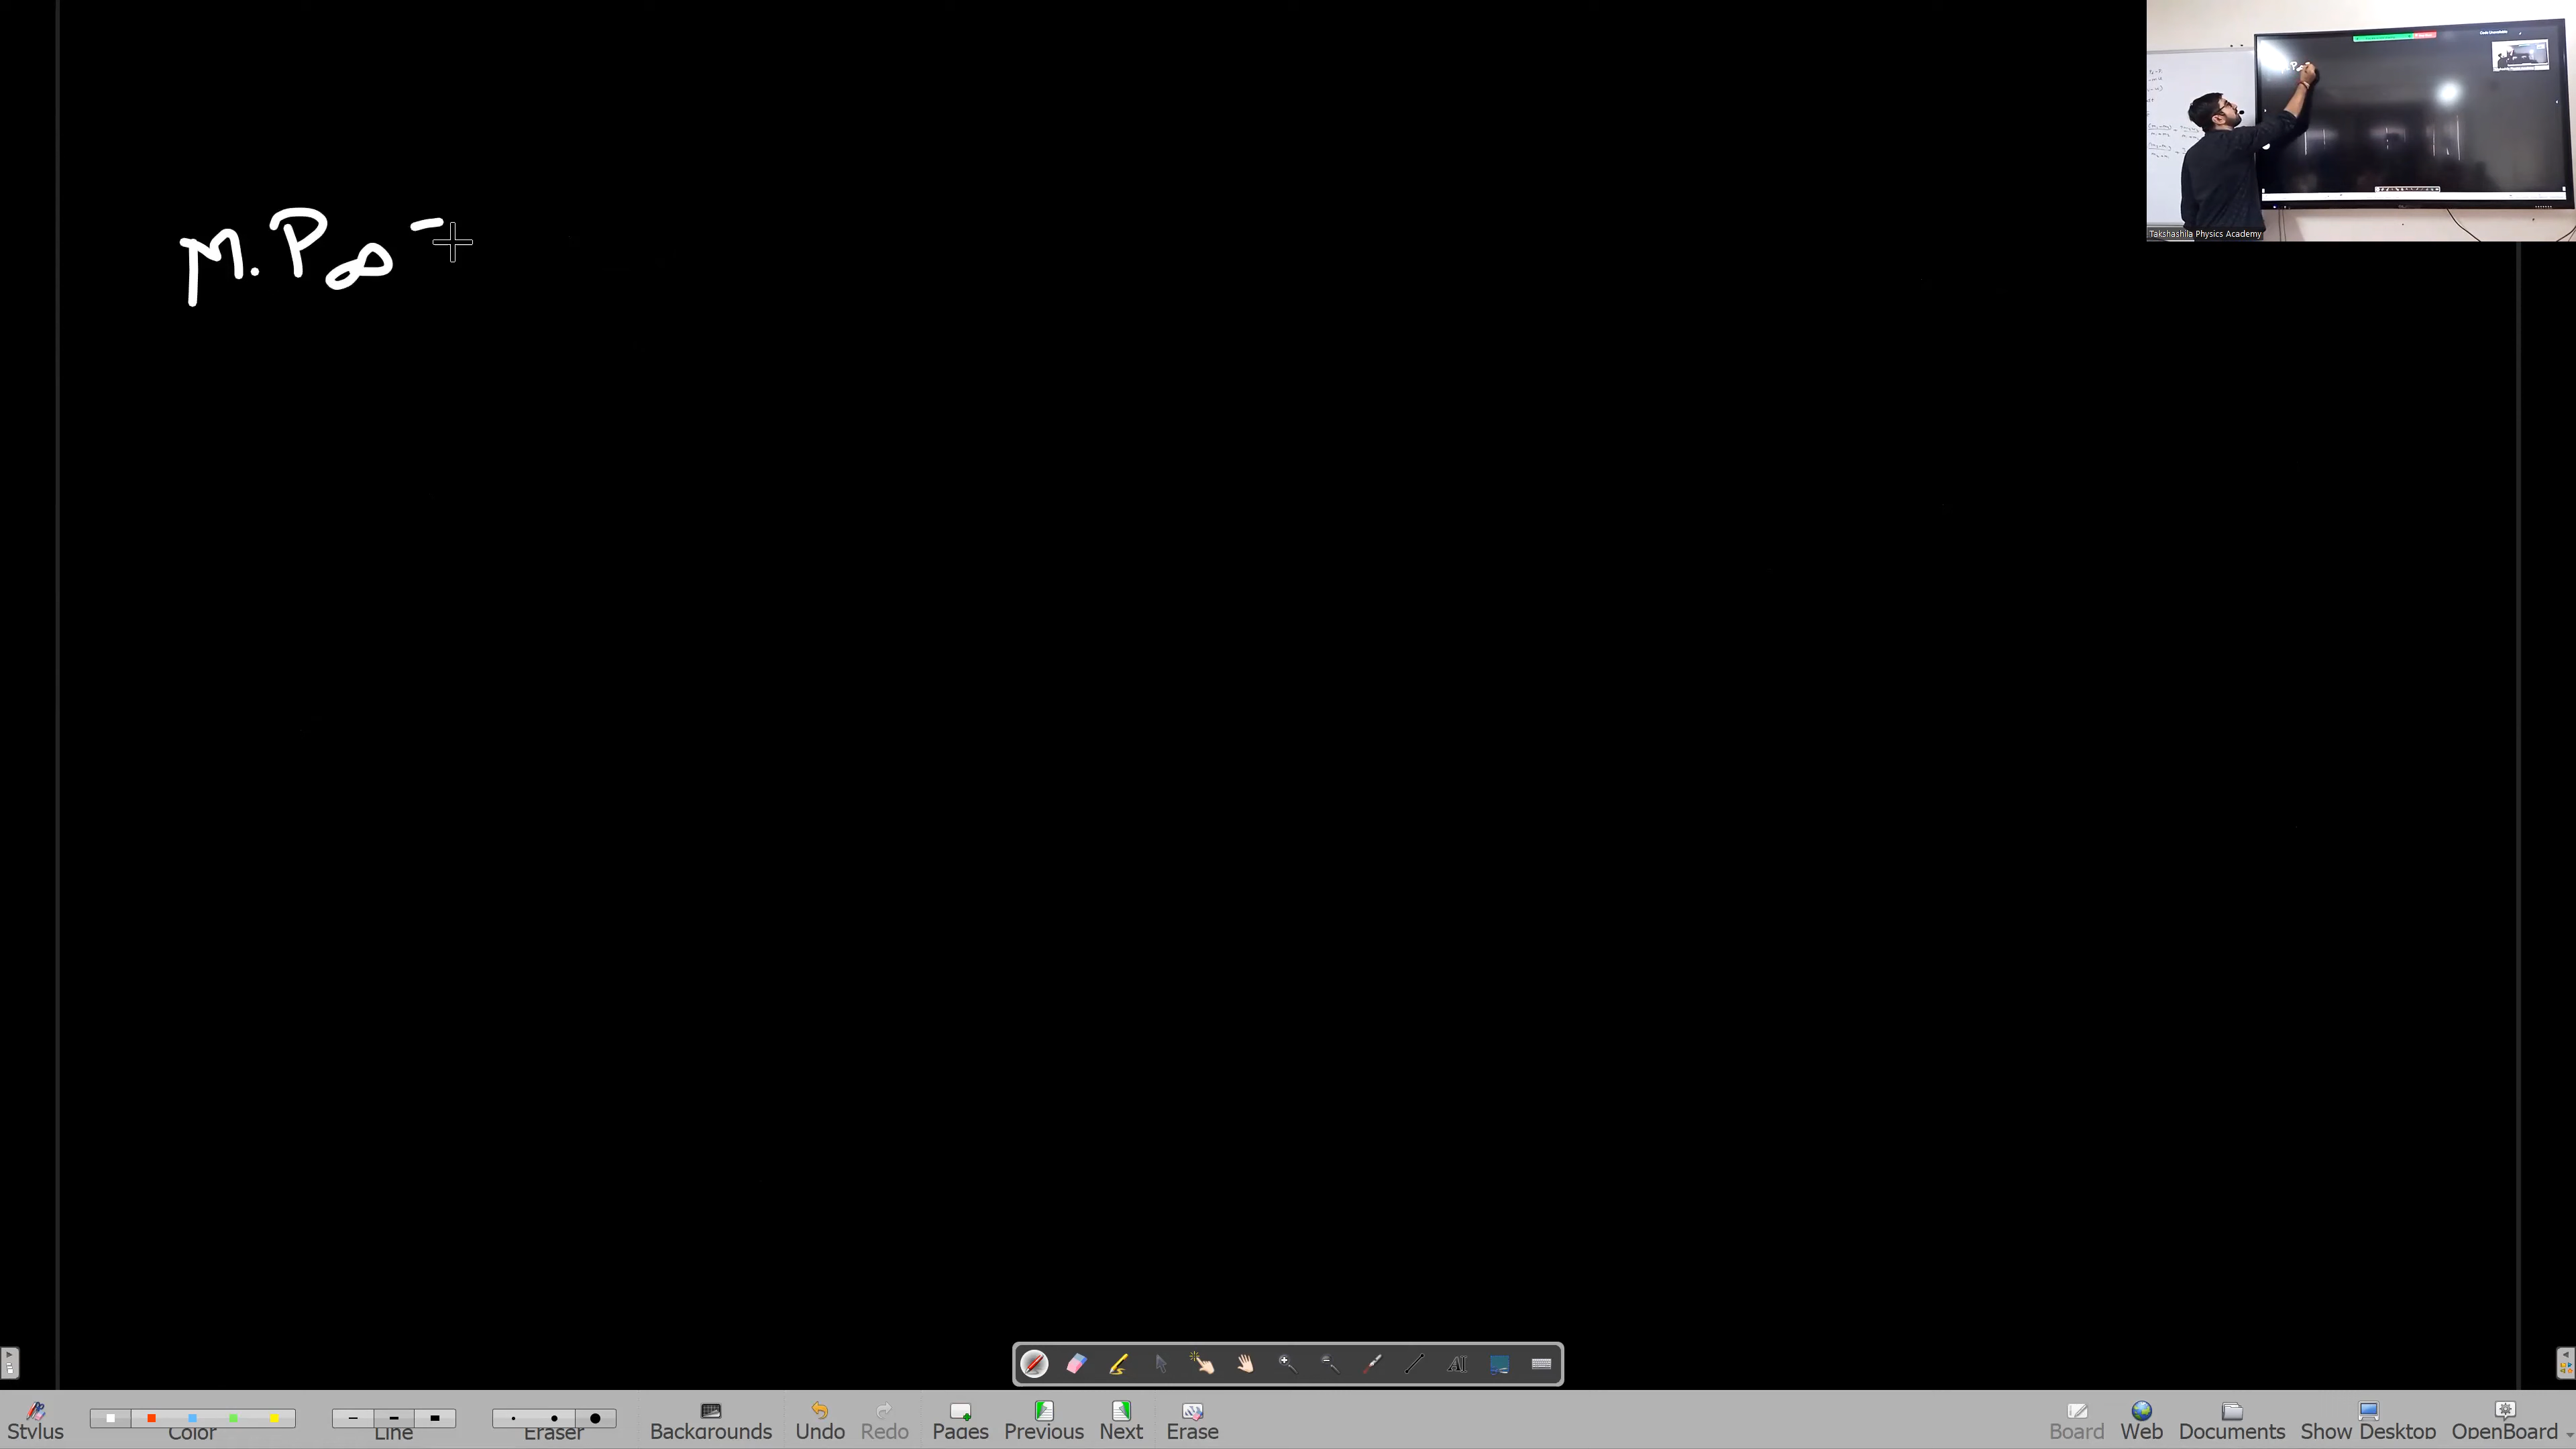 M.P∞ -
Takshashila Physics Academy
Stylus
Color
Line
Eraser
Backgrounds
Undo
Redo
Pages
Previous
Next
Erase
Board
Web
Documents
Show Desktop
OpenBoard